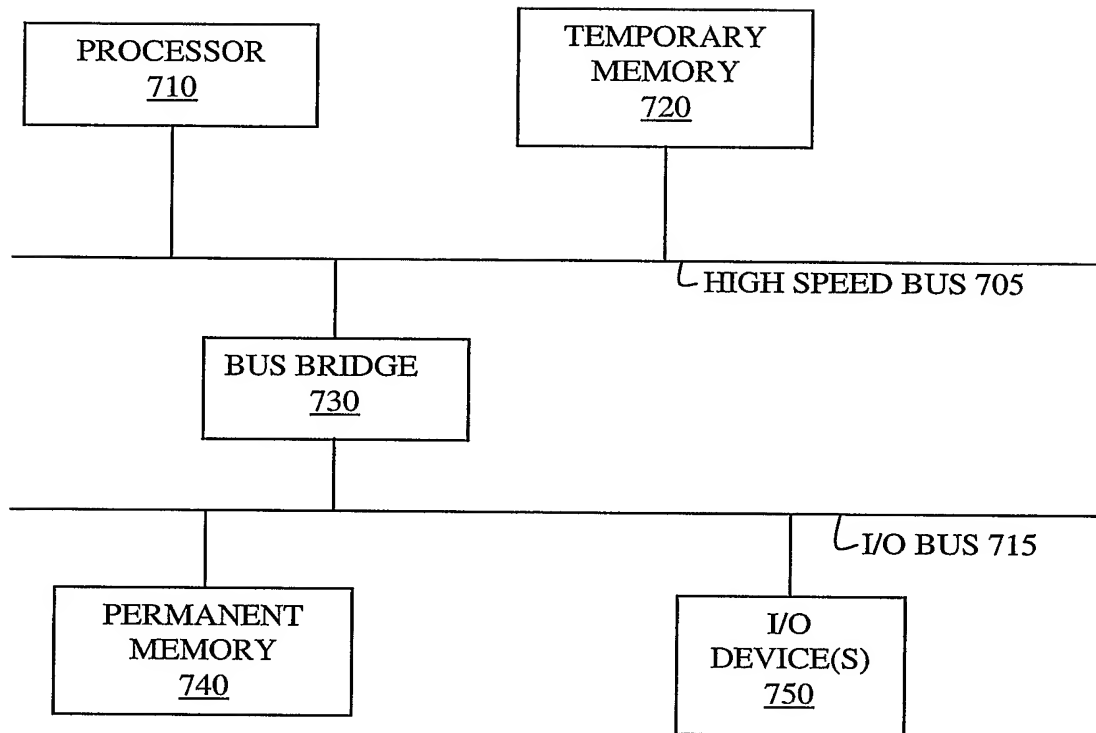 PROCESSOR
710
TEMPORARY
MEMORY
720
HIGH SPEED BUS 705
BUS BRIDGE
730
I/O BUS 715
PERMANENT
MEMORY
740
I/O
DEVICE(S)
750